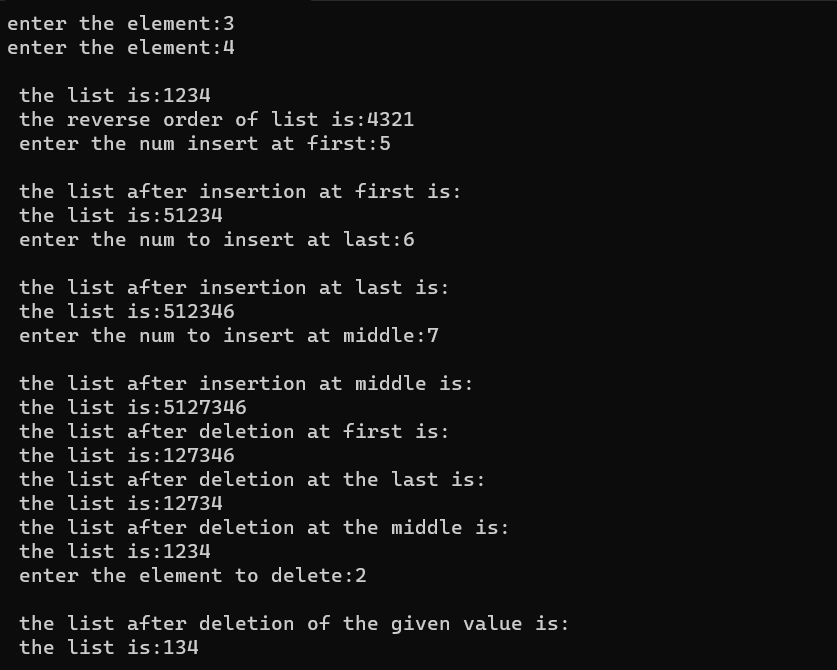 enter the element:3
enter the element:4
the list is:1234
the reverse order of list is:4321
enter the num insert at first:5
the list after insertion at first is:
the list is:51234
enter the num to insert at last:6
the list after insertion at last is:
the list is:512346
enter the num to insert at middle:7
the list after insertion at middle is:
the list is:5127346
the list after deletion at first is:
the list is:127346
the list after deletion at the last is:
the list is:12734
the list after deletion at the middle is:
the list is:1234
enter the element to delete:2
the list after deletion of the given value is:
the list is:134